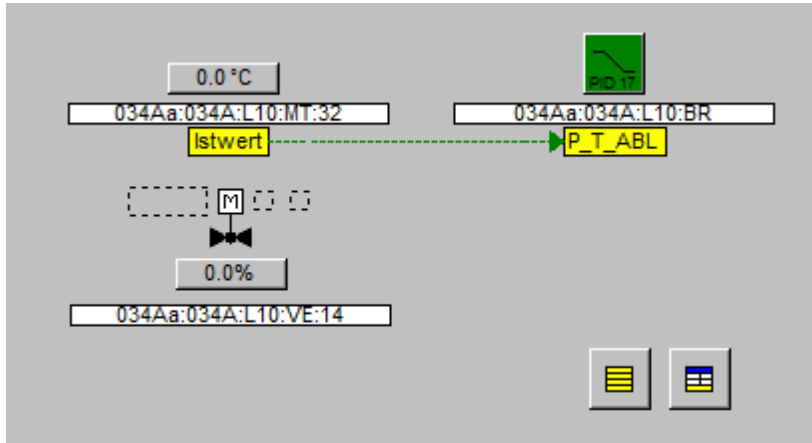 0.0 °C
PID 17
034Aa:034A:L10:MT:32
034Aa:034A:L10:BR
Istwert
P_T_ABL
M
0.0%
034Aa:034A:L10:VE:14